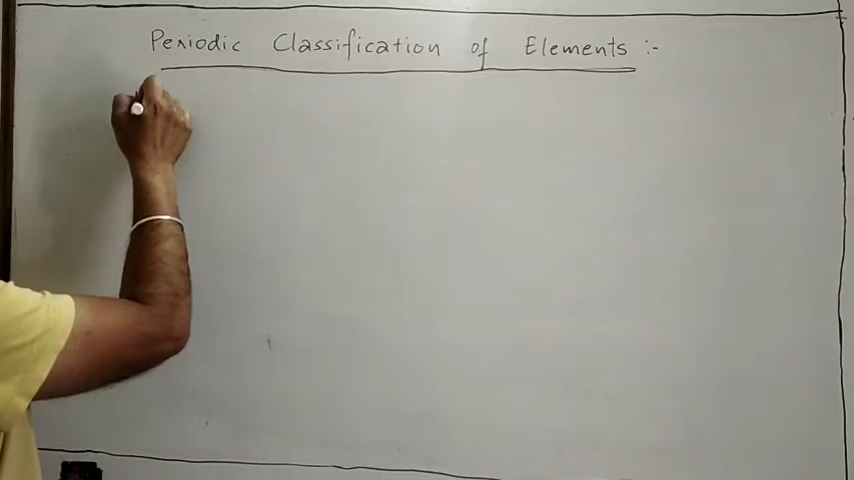 Periodic Classification of Elements :-